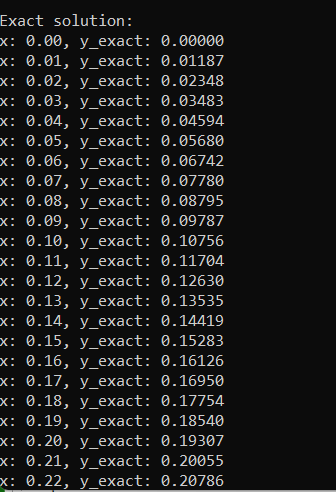 Exact solution:
x: 0.00, y_exact: 0.00000
x: 0.01, y_exact: 0.01187
x: 0.02, y_exact: 0.02348
x: 0.03, y_exact: 0.03483
x: 0.04, y_exact: 0.04594
x: 0.05, y_exact: 0.05680
x: 0.06, y_exact: 0.06742
x: 0.07, y_exact: 0.07780
x: 0.08, y_exact: 0.08795
x: 0.09, y_exact: 0.09787
x: 0.10, y_exact: 0.10756
x: 0.11, y_exact: 0.11704
x: 0.12, y_exact: 0.12630
x: 0.13, y_exact: 0.13535
x: 0.14, y_exact: 0.14419
x: 0.15, y_exact: 0.15283
x: 0.16, y_exact: 0.16126
x: 0.17, y_exact: 0.16950
x: 0.18, y_exact: 0.17754
x: 0.19, y_exact: 0.18540
x: 0.20, y_exact: 0.19307
x: 0.21, y_exact: 0.20055
x: 0.22, y_exact: 0.20786